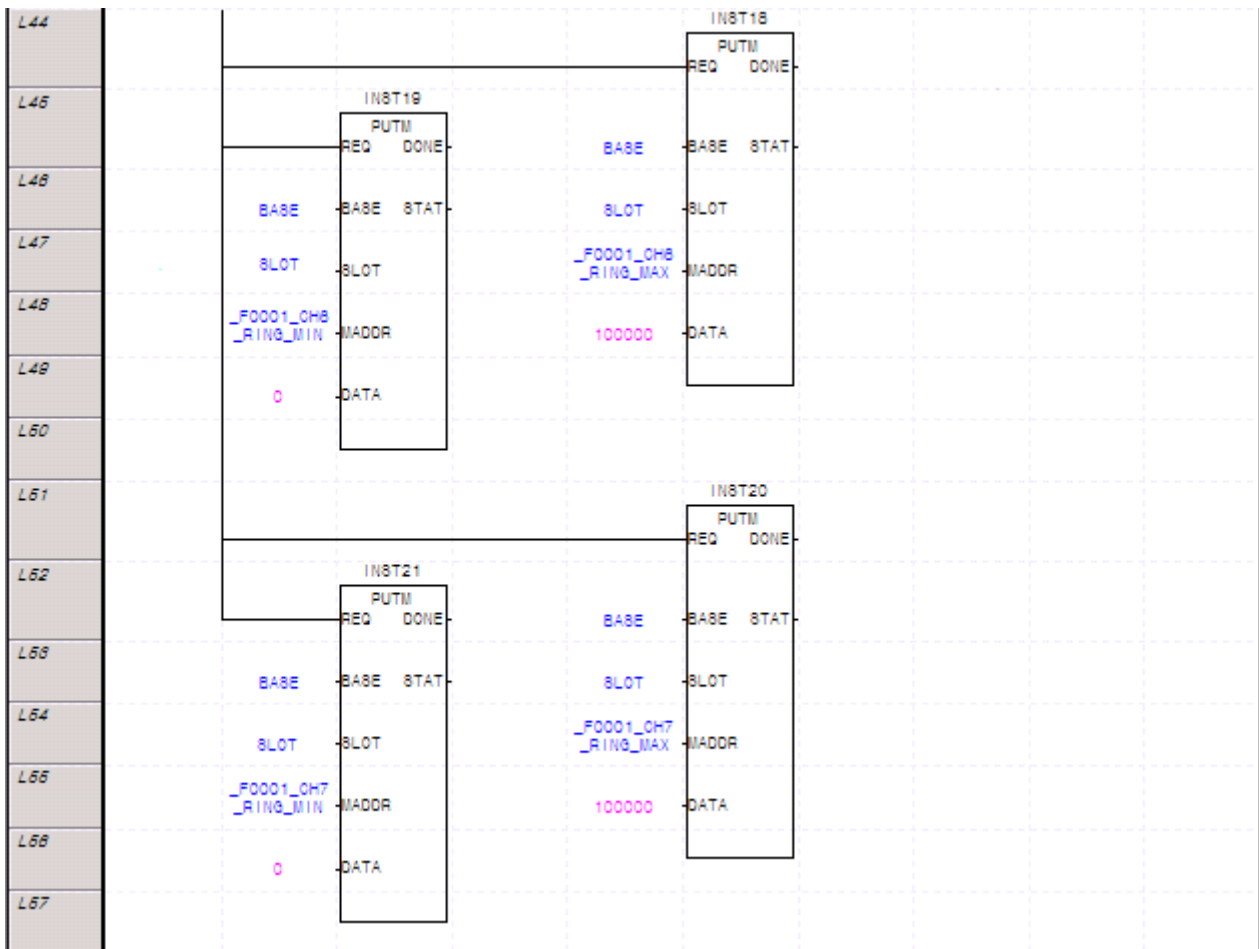 L44
INST18
PUTM
REQ DONE
L45
INST19
PUTM
REQ DONE
BASE
BASE STAT
L46
BASE
BASE STAT
SLOT
SLOT
L47
SLOT
SLOT
_F0001_CH6
_RING_MAX
MADDR
L48
_F0001_CH6
_RING_MIN
MADDR
100000
DATA
L49
0
DATA
L50
L51
INST20
PUTM
REQ DONE
L52
INST21
PUTM
REQ DONE
BASE
BASE STAT
L53
BASE
BASE STAT
SLOT
SLOT
L54
SLOT
SLOT
_F0001_CH7
_RING_MAX
MADDR
L55
_F0001_CH7
_RING_MIN
MADDR
100000
DATA
L56
0
DATA
L57